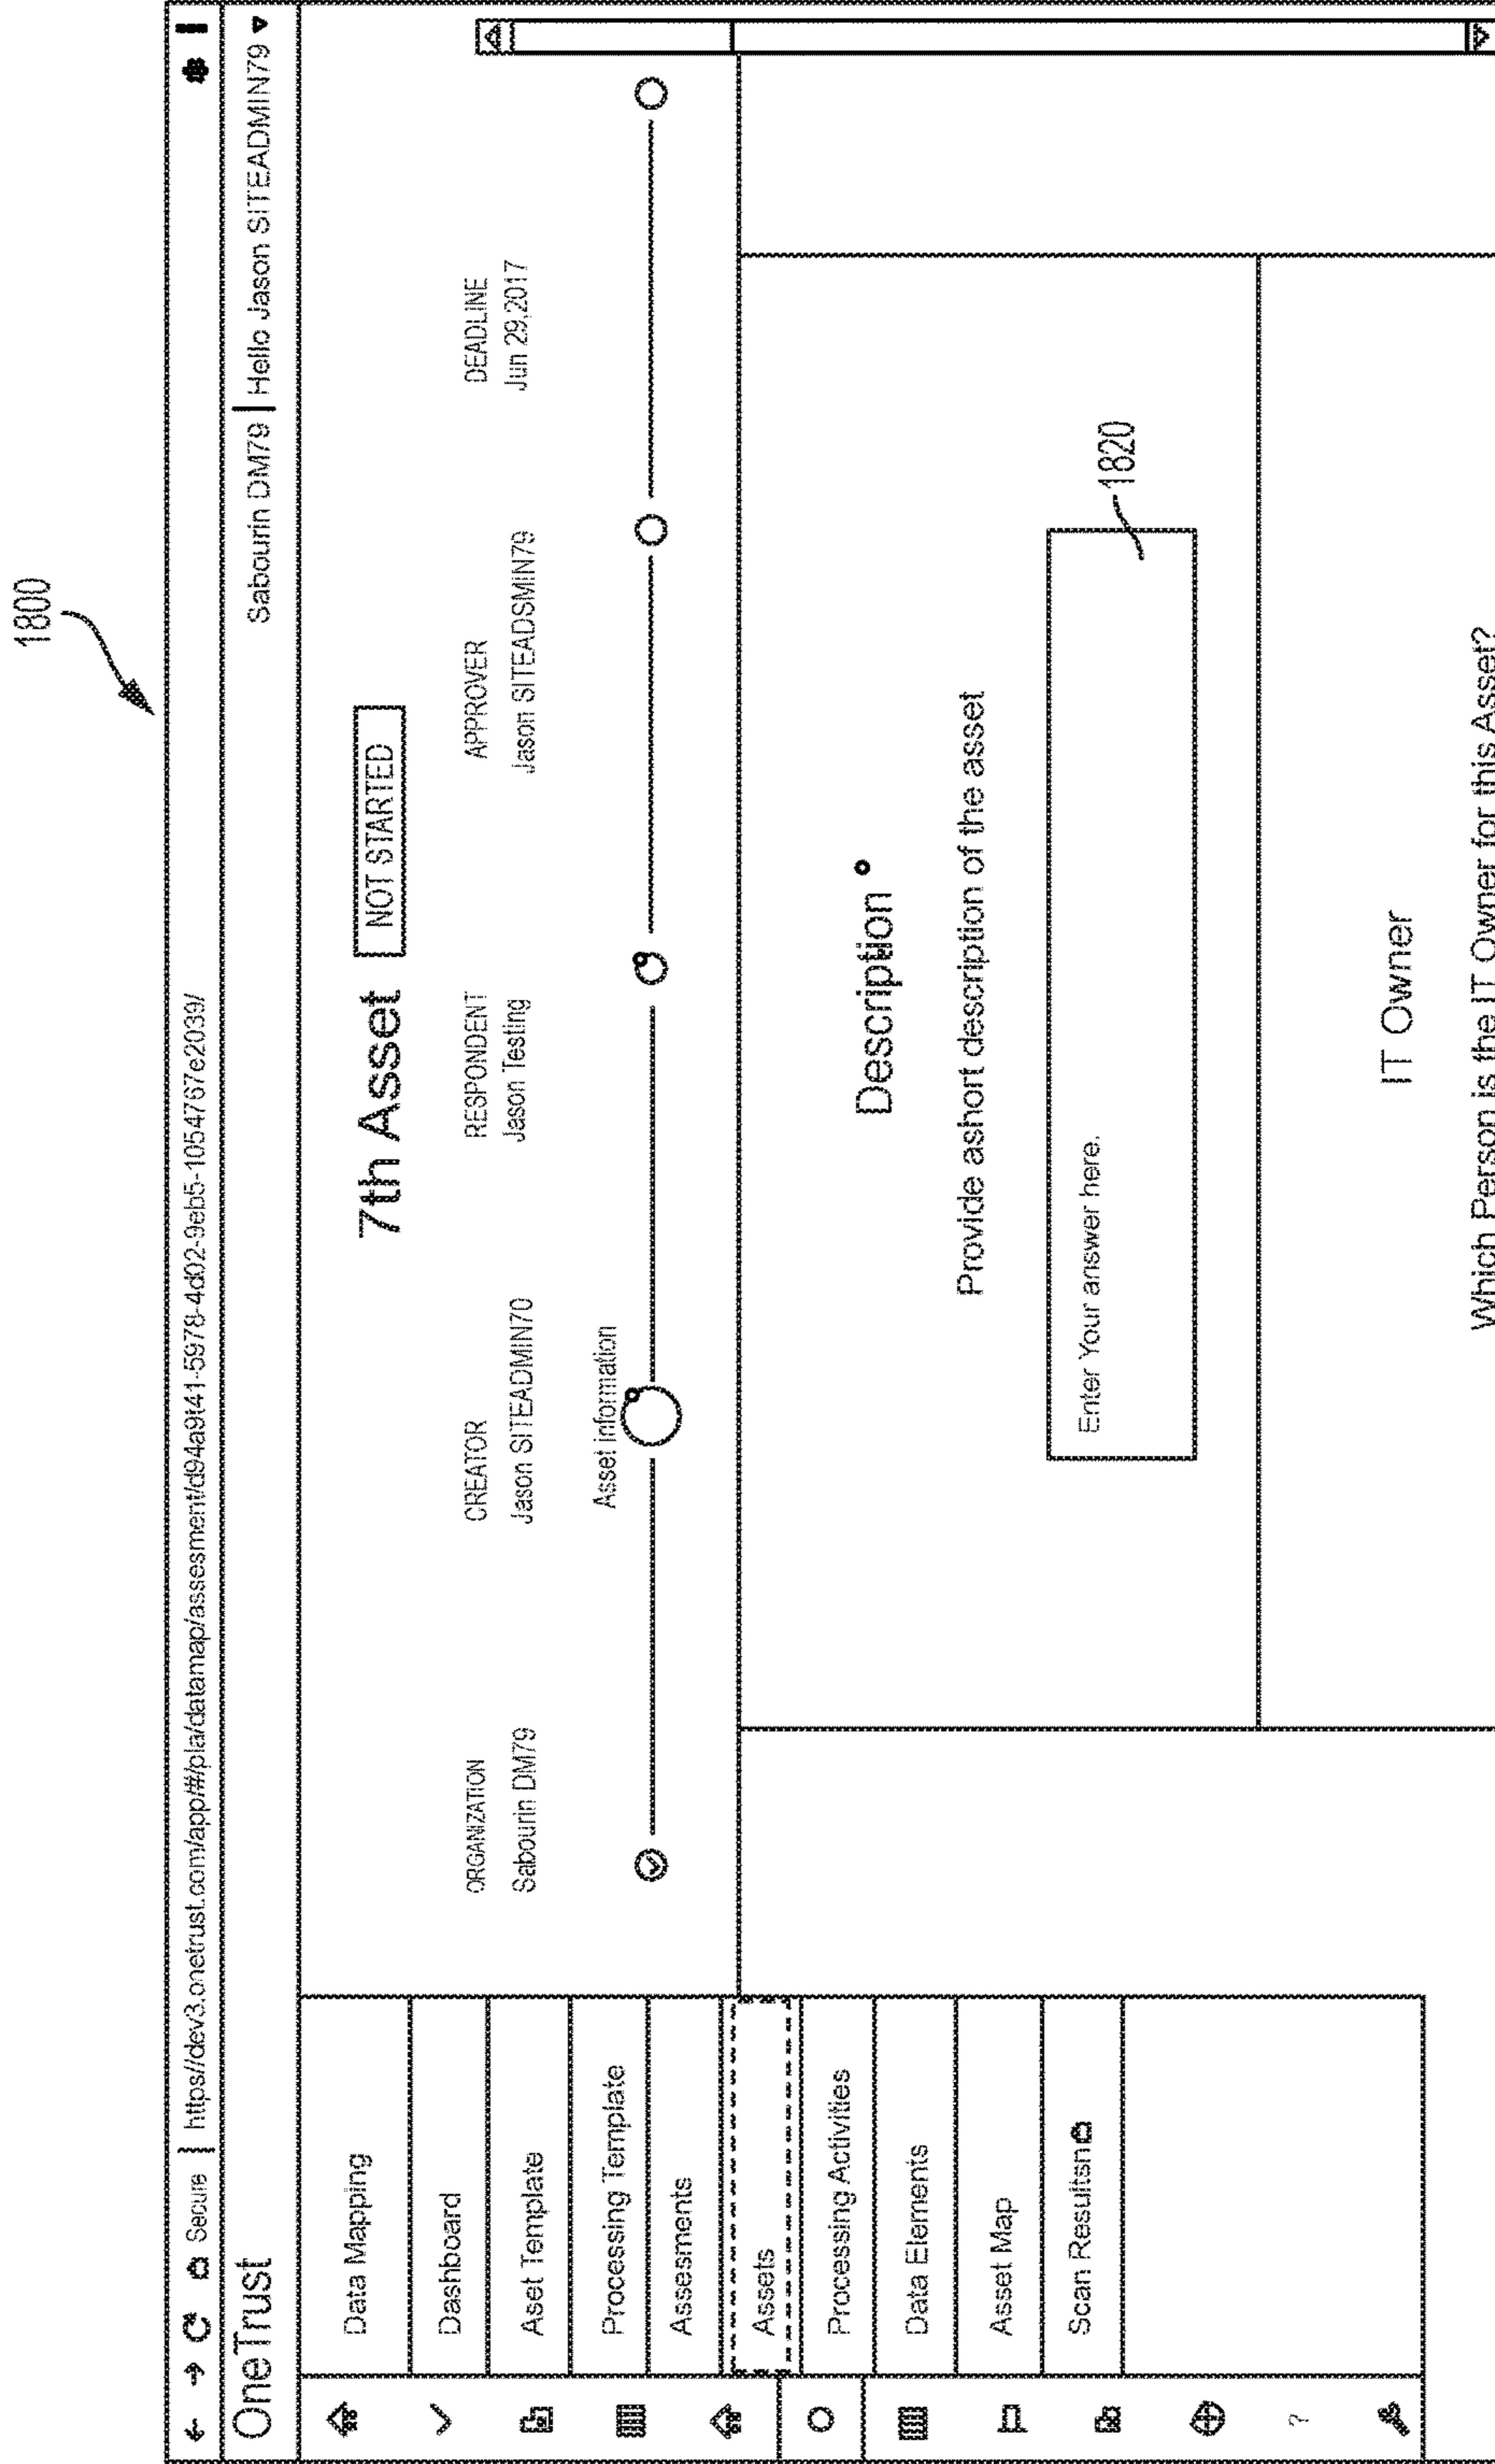 1800
Secure | https//dev3.onetrust.com/app/#/pla/datamap/assesment/d94a9t41-5978-4d02-9eb5-1054767e2039/
OneTrust
Sabourin DM79 | Hello Jason SITEADMIN79
Data Mapping
Dashboard
Aset Template
Processing Template
Assesments
Assets
Processing Activities
Data Elements
Asset Map
Scan Resultsn
?
7th Asset NOT STARTED
ORGANIZATION CREATOR RESPONDENT APPROVER DEADLINE
Sabourin DM79 Jason SITEADMIN70 Jason Testing Jason SITEADSMIN79 Jun 29,2017
Asset information
Description
Provide ashort description of the asset
Enter Your answer here.
1820
IT Owner
Which Person is the IT Owner for this Asset?